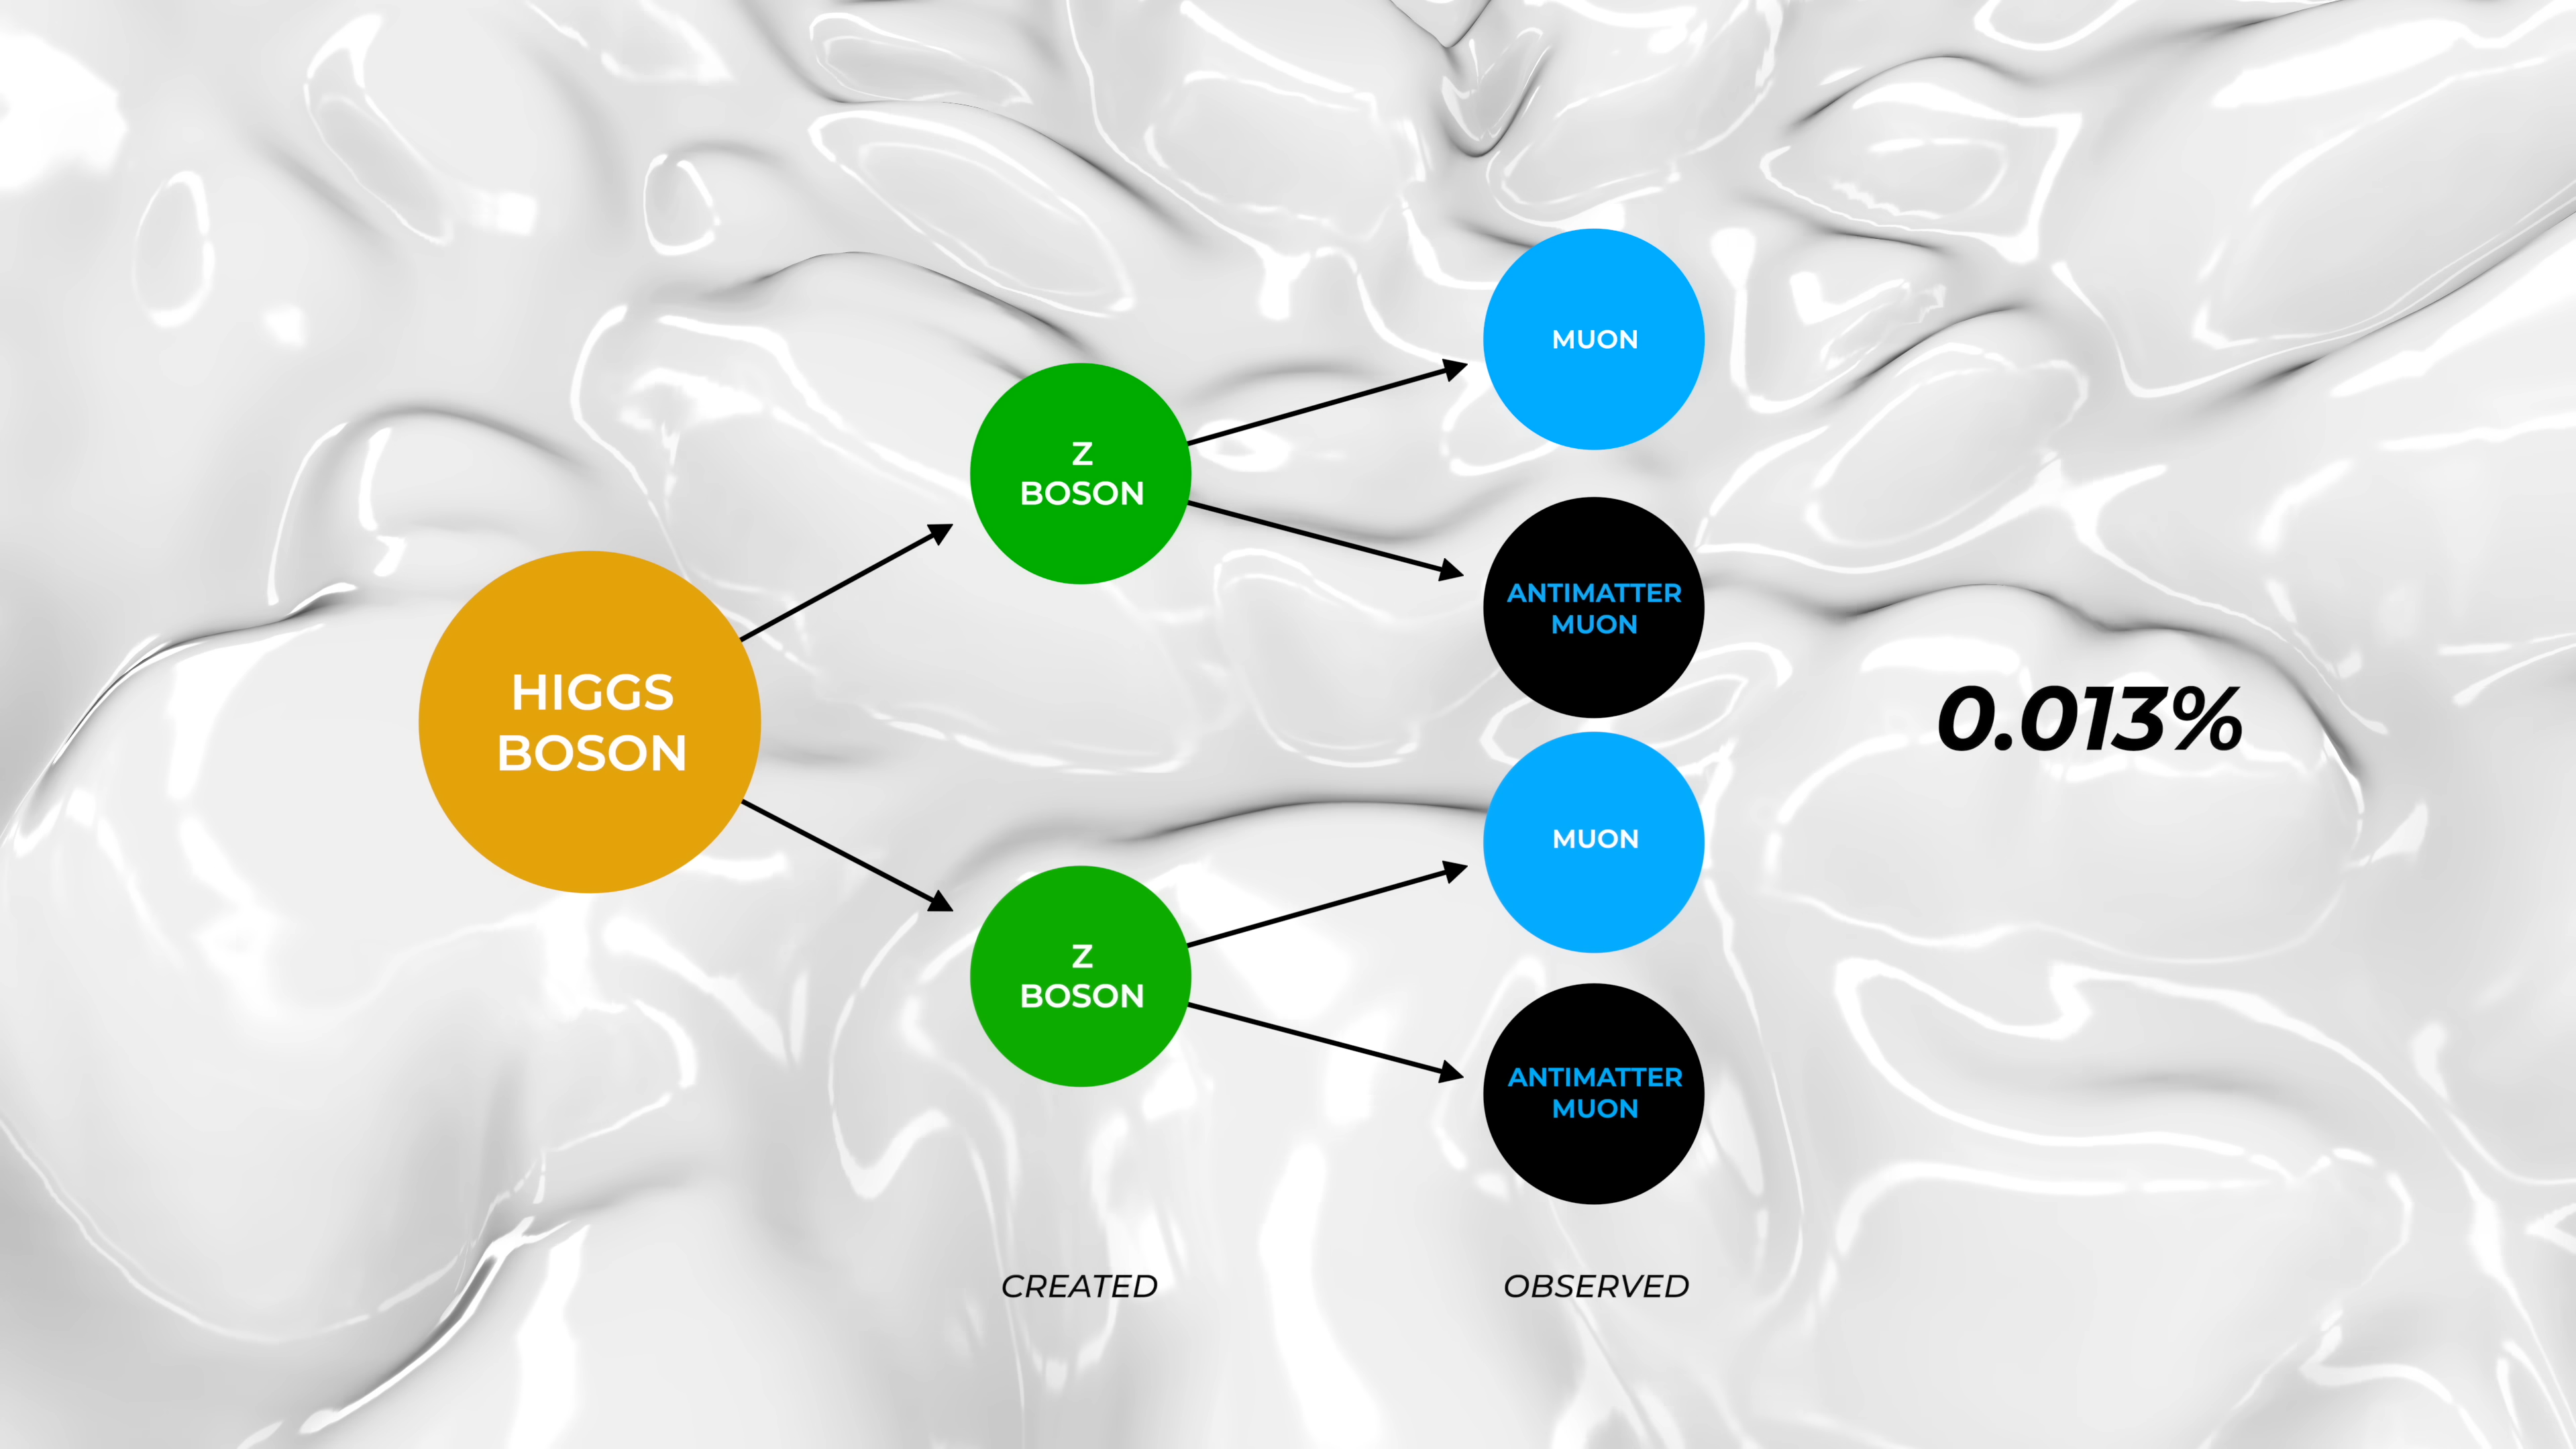 HIGGS
BOSON
Z
BOSON
Z
BOSON
MUON
ANTIMATTER
MUON
MUON
ANTIMATTER
MUON
0.013%
CREATED
OBSERVED